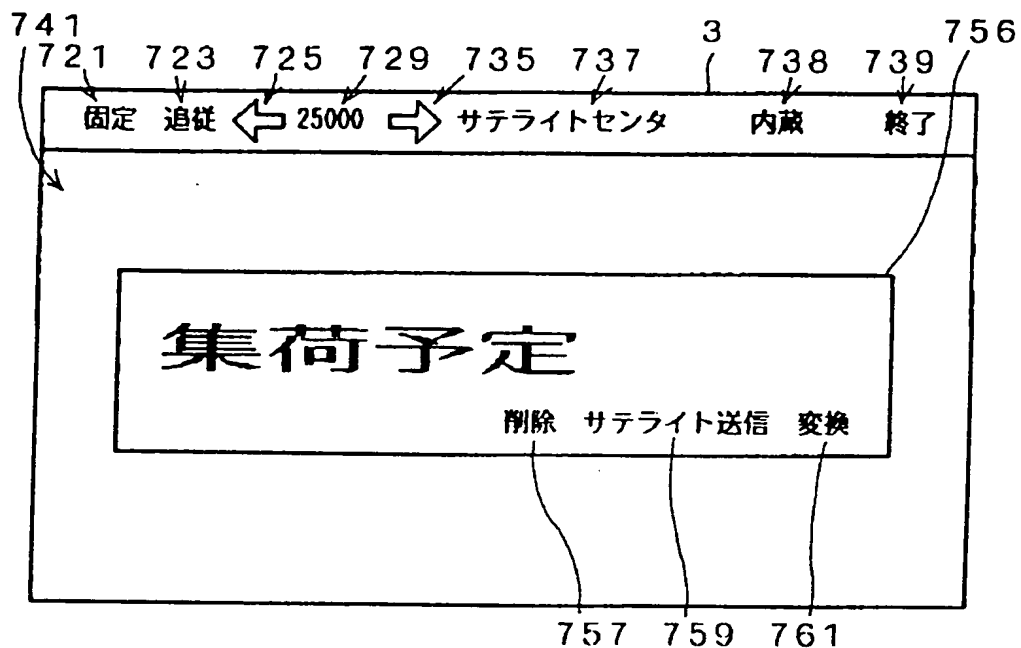 741
721 723 725 729 735 737 3 738 739 756
固定 追従 25000 サテライトセンタ 内蔵 終了
集荷予定
削除 サテライト送信 変換
757 759 761